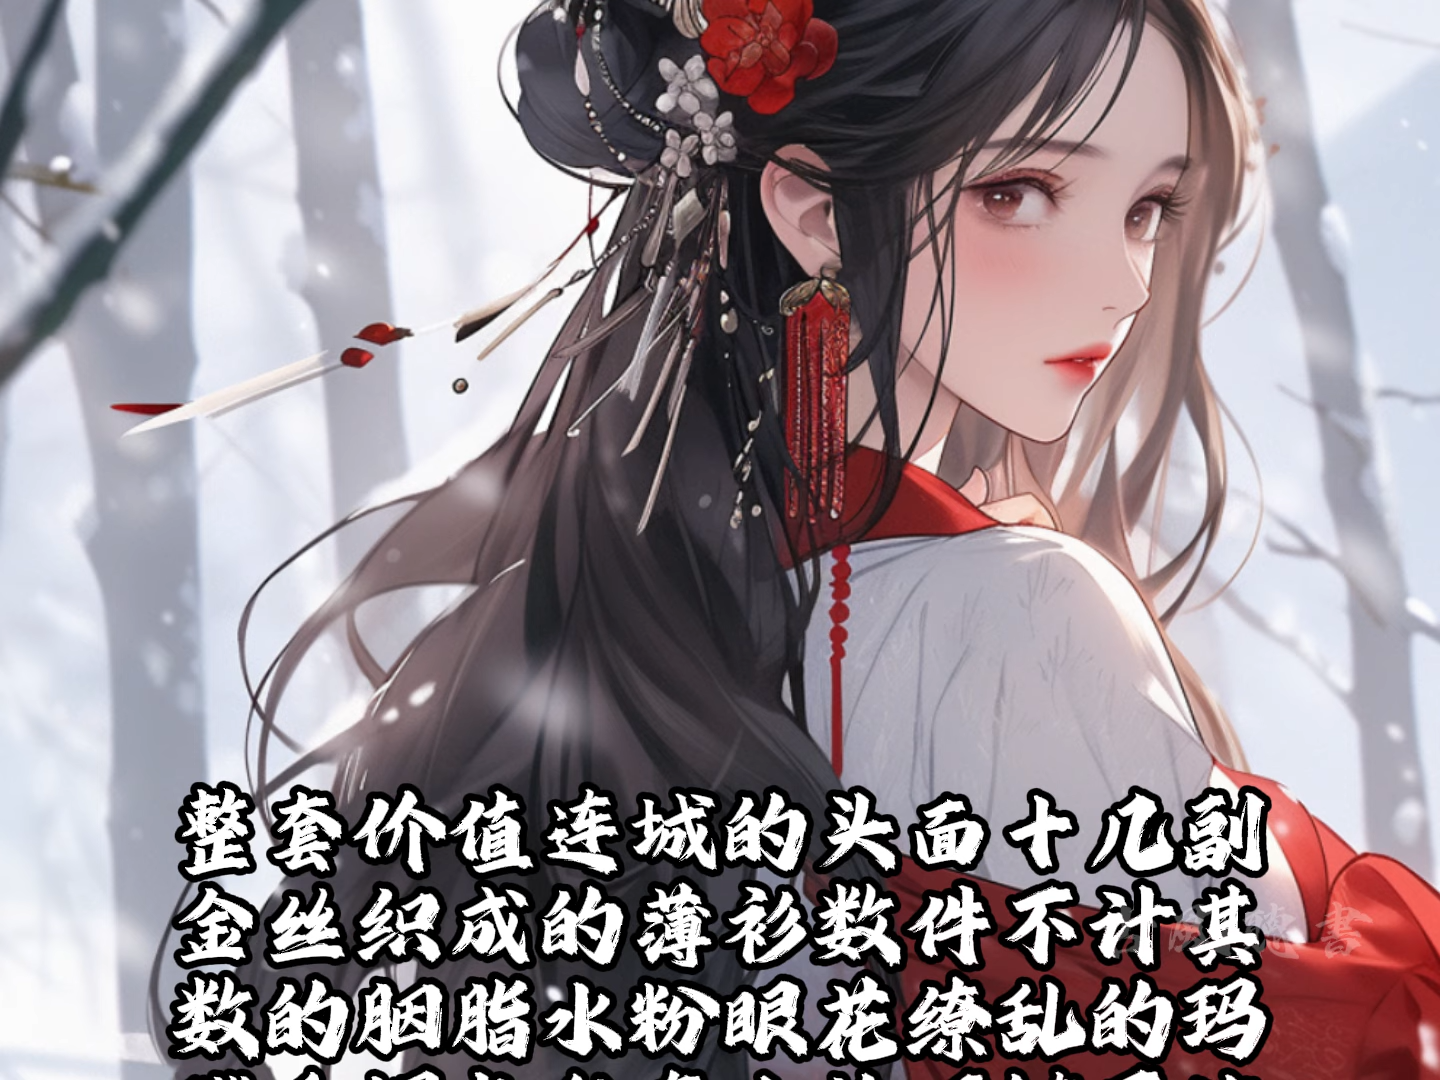 整套价值连城的头面十几副
金丝织成的薄衫数件不计其
数的胭脂水粉眼花缭乱的玛